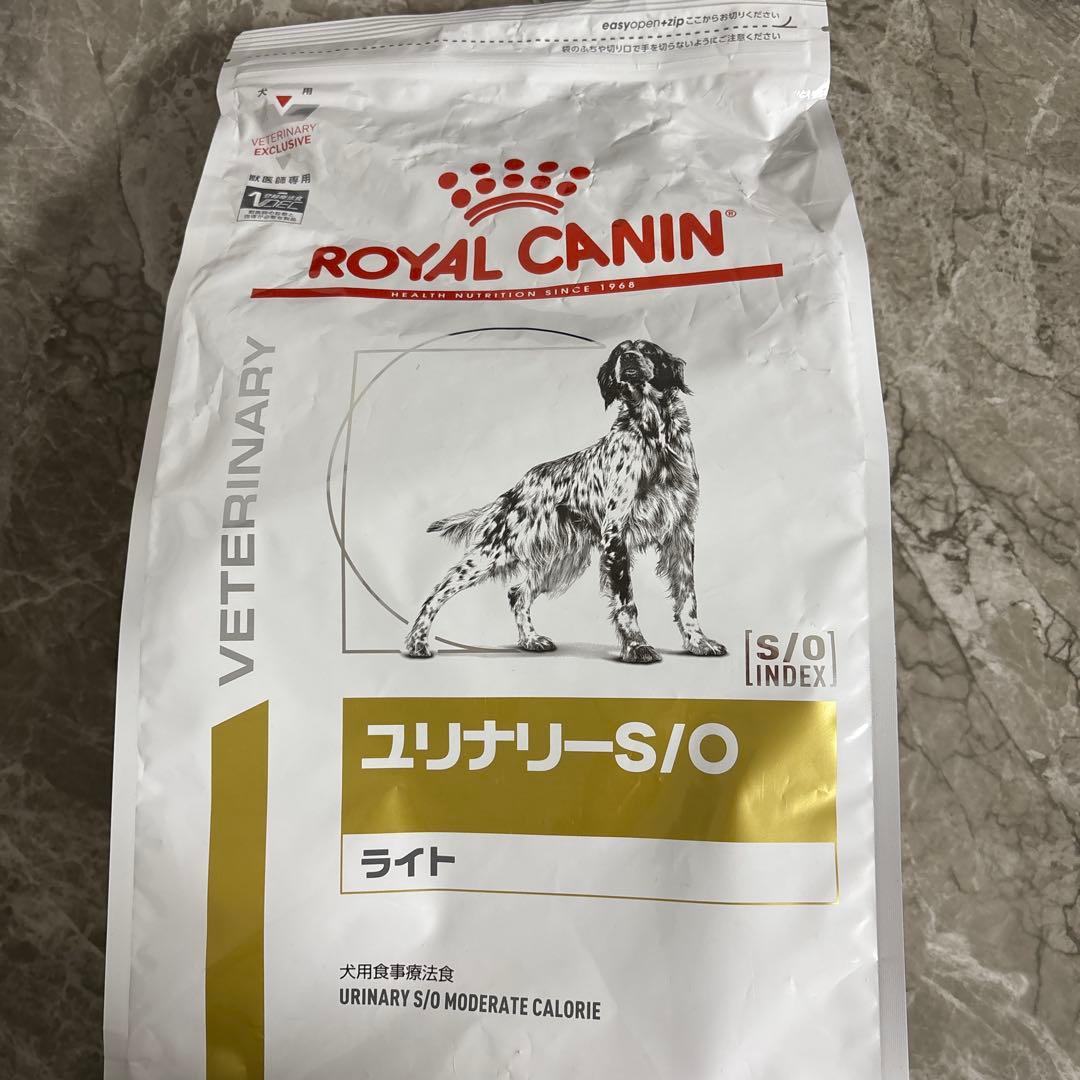 easyopen+zip ここからお切りください
袋のふちや切り口で手を切らないようにご注意ください
犬 用
VETERINARY
EXCLUSIVE
獣医師専用
ROYAL CANIN®
HEALTH NUTRITION SINCE 1968
VETERINARY
[S/O
INDEX]
ユリナリーS/O
ライト
犬用食事療法食
URINARY S/O MODERATE CALORIE